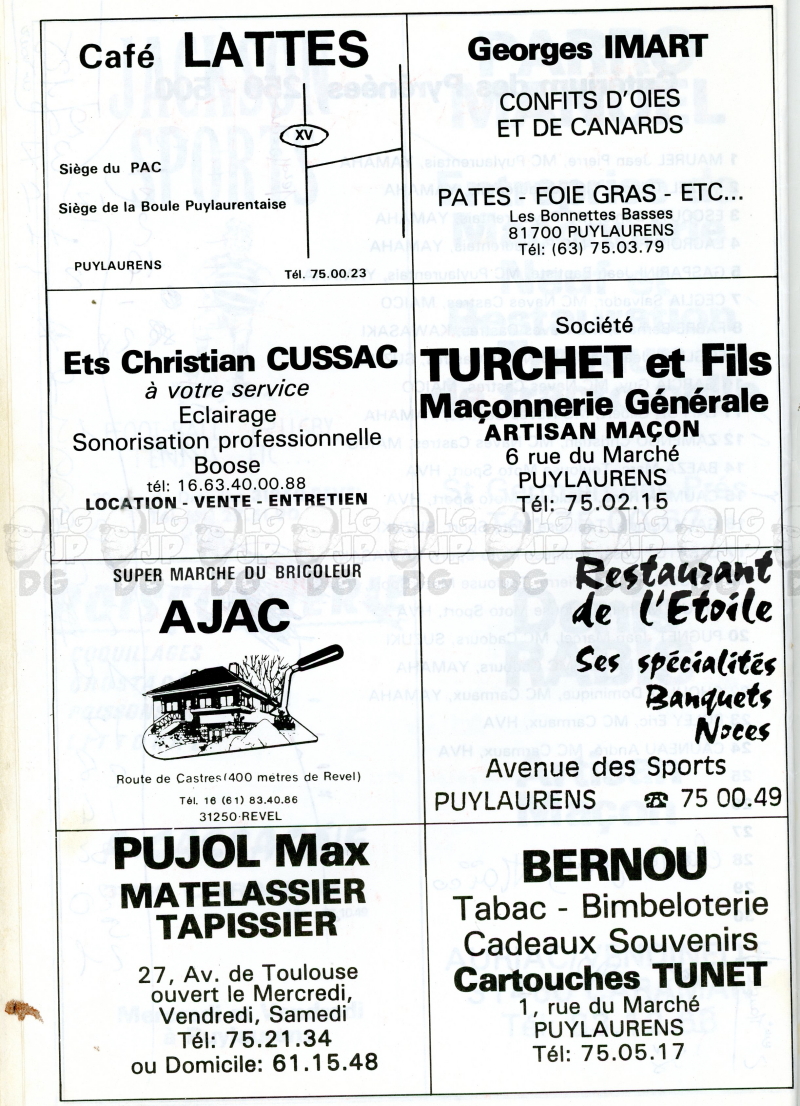 Café LATTES
XV
Siège du PAC
Siège de la Boule Puylaurentaise
PUYLAURENS
Tél. 75.00.23
Georges IMART
CONFITS D'OIES
ET DE CANARDS
PATES - FOIE GRAS - ETC...
Les Bonnettes Basses
81700 PUYLAURENS
Tél: (63) 75.03.79
Ets Christian CUSSAC
à votre service
Eclairage
Sonorisation professionnelle
Boose
tél: 16.63.40.00.88
LOCATION - VENTE - ENTRETIEN
Société
TURCHET et Fils
Maçonnerie Générale
ARTISAN MAÇON
6 rue du Marché
PUYLAURENS
Tél: 75.02.15
SUPER MARCHE DU BRICOLEUR
AJAC
Route de Castres (400 metres de Revel)
Tél. 16 (61) 83.40.86
31250 REVEL
Restaurant
de l'Etoile
Ses spécialités
Banquets
Noces
Avenue des Sports
PUYLAURENS ☎ 75 00.49
PUJOL Max
MATELASSIER
TAPISSIER
27, Av. de Toulouse
ouvert le Mercredi,
Vendredi, Samedi
Tél: 75.21.34
ou Domicile: 61.15.48
BERNOU
Tabac - Bimbeloterie
Cadeaux Souvenirs
Cartouches TUNET
1, rue du Marché
PUYLAURENS
Tél: 75.05.17